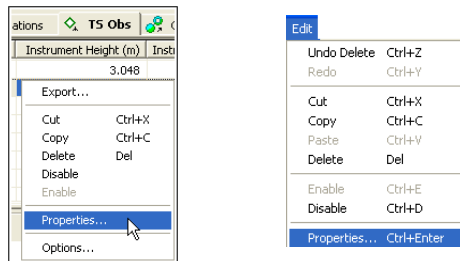 ations TS Obs
Instrument Height (m) Inst
3.048
Export...
Cut Ctrl+X
Copy Ctrl+C
Delete Del
Disable
Enable
Properties...
Options...
Edit
Undo Delete Ctrl+Z
Redo Ctrl+Y
Cut Ctrl+X
Copy Ctrl+C
Paste Ctrl+V
Delete Del
Enable Ctrl+E
Disable Ctrl+D
Properties... Ctrl+Enter